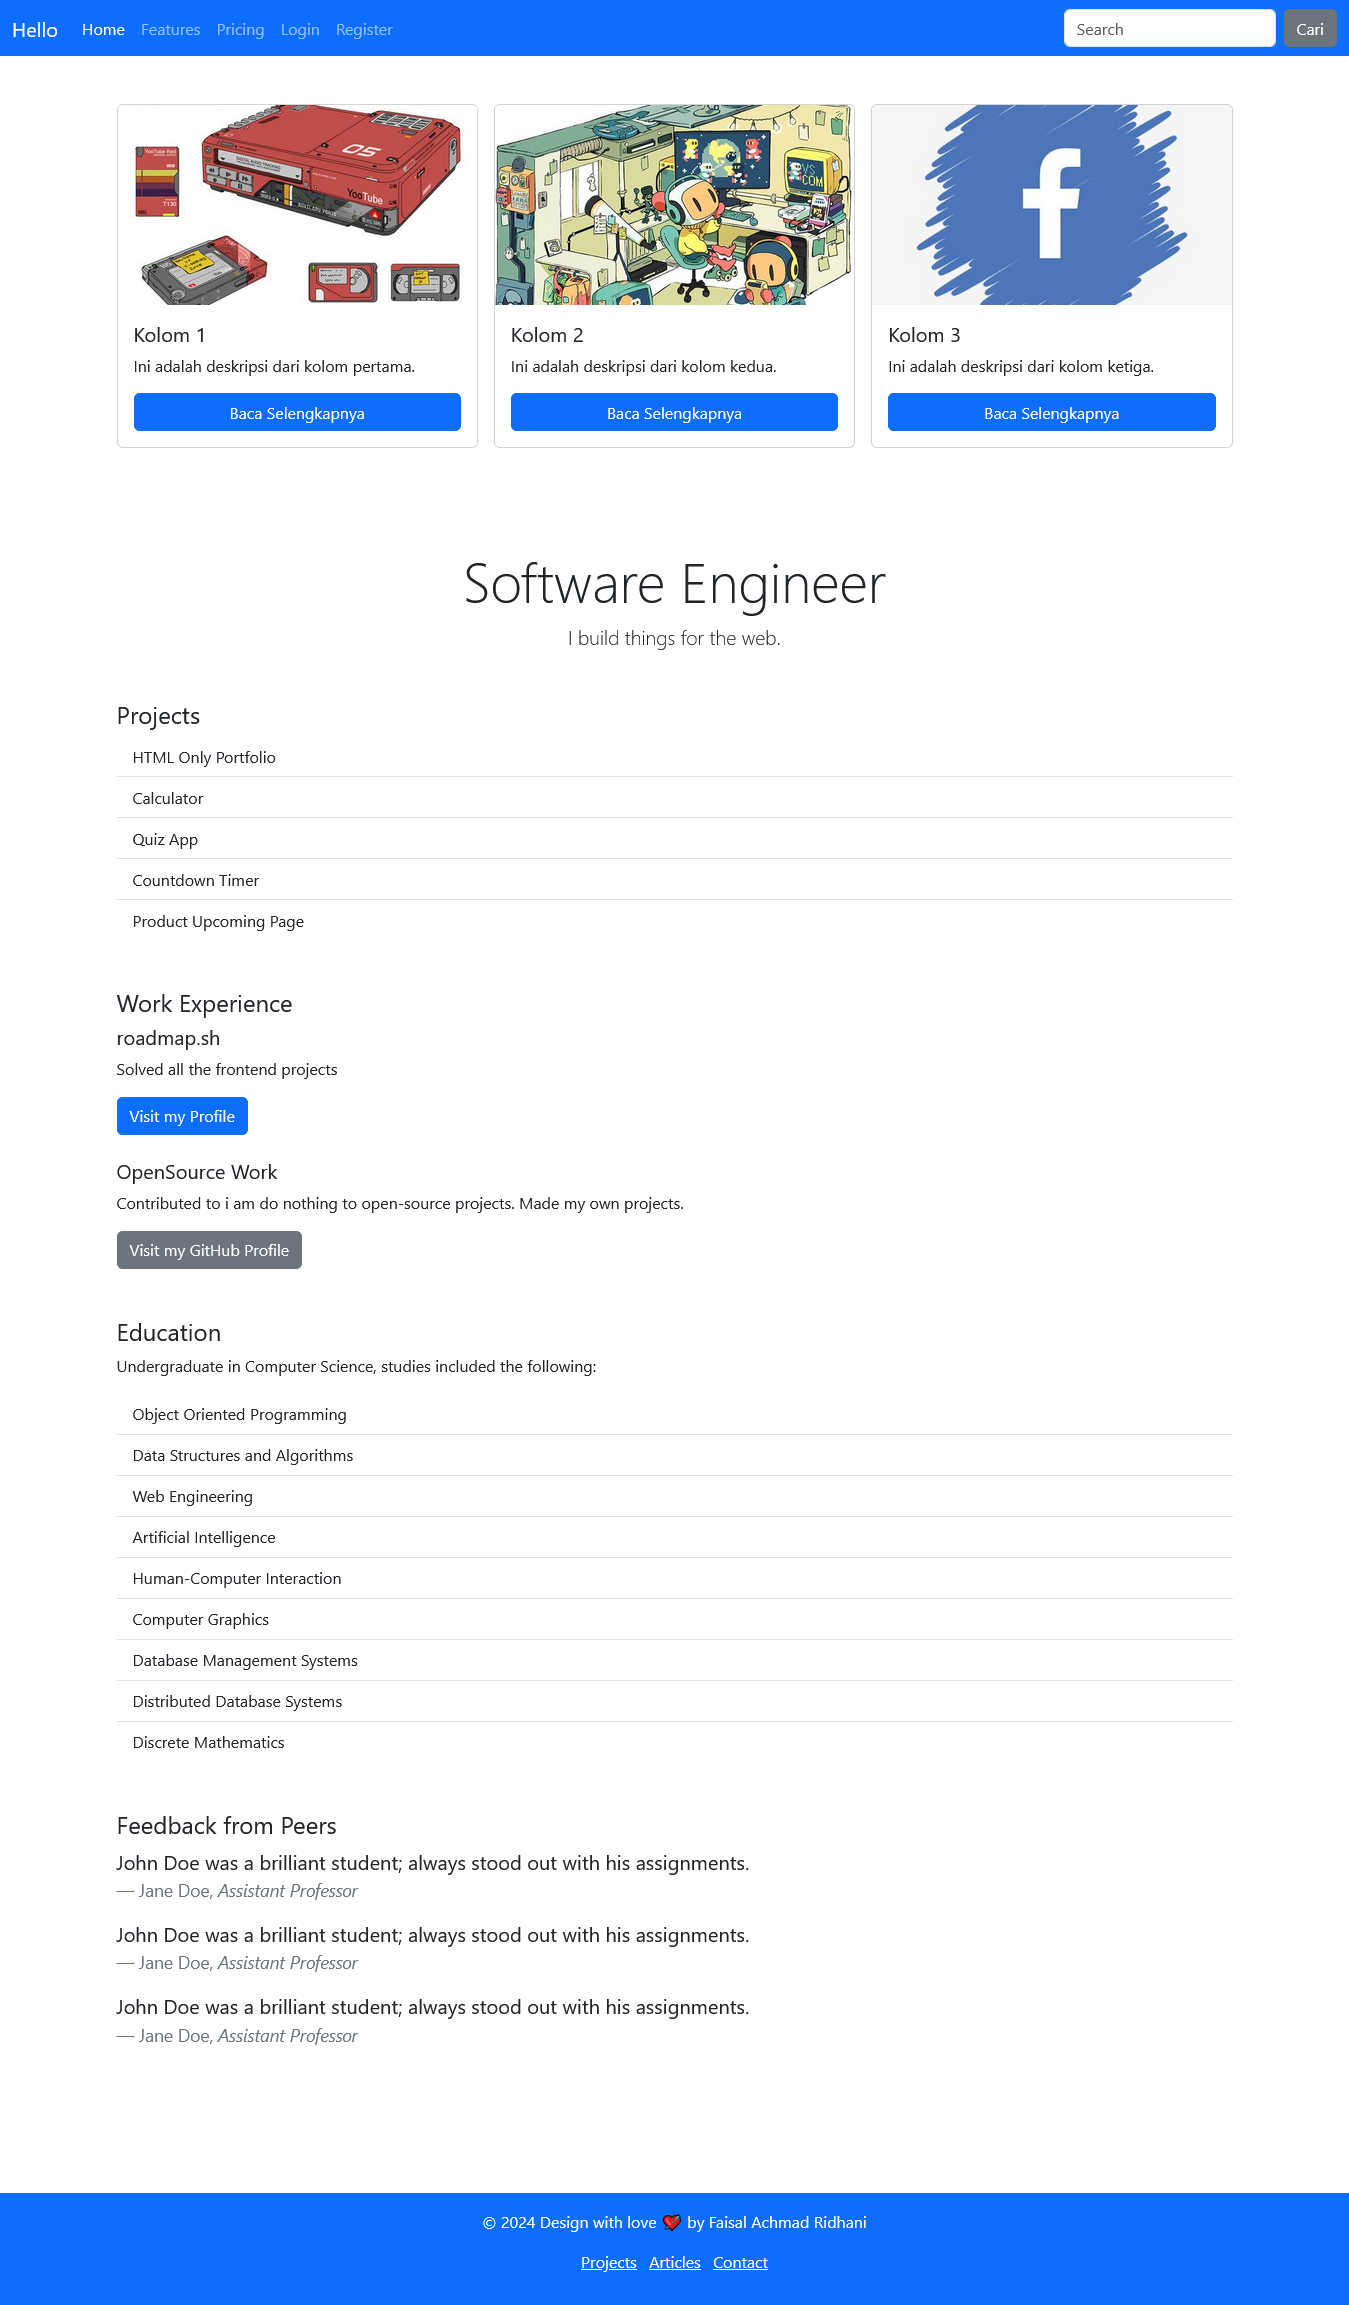 Hello Home Features Pricing Login Register Search Cari
YouTube Red
T130
05
DIGITAL AUDIO TRACKING
YouTube
AUXILIARY PORTS
VS
COM
f
Kolom 1
Ini adalah deskripsi dari kolom pertama.
Baca Selengkapnya
Kolom 2
Ini adalah deskripsi dari kolom kedua.
Baca Selengkapnya
Kolom 3
Ini adalah deskripsi dari kolom ketiga.
Baca Selengkapnya
Software Engineer
I build things for the web.
Projects
HTML Only Portfolio
Calculator
Quiz App
Countdown Timer
Product Upcoming Page
Work Experience
roadmap.sh
Solved all the frontend projects
Visit my Profile
OpenSource Work
Contributed to i am do nothing to open-source projects. Made my own projects.
Visit my GitHub Profile
Education
Undergraduate in Computer Science, studies included the following:
Object Oriented Programming
Data Structures and Algorithms
Web Engineering
Artificial Intelligence
Human-Computer Interaction
Computer Graphics
Database Management Systems
Distributed Database Systems
Discrete Mathematics
Feedback from Peers
John Doe was a brilliant student; always stood out with his assignments.
— Jane Doe, Assistant Professor
John Doe was a brilliant student; always stood out with his assignments.
— Jane Doe, Assistant Professor
John Doe was a brilliant student; always stood out with his assignments.
— Jane Doe, Assistant Professor
© 2024 Design with love 💖 by Faisal Achmad Ridhani
Projects Articles Contact